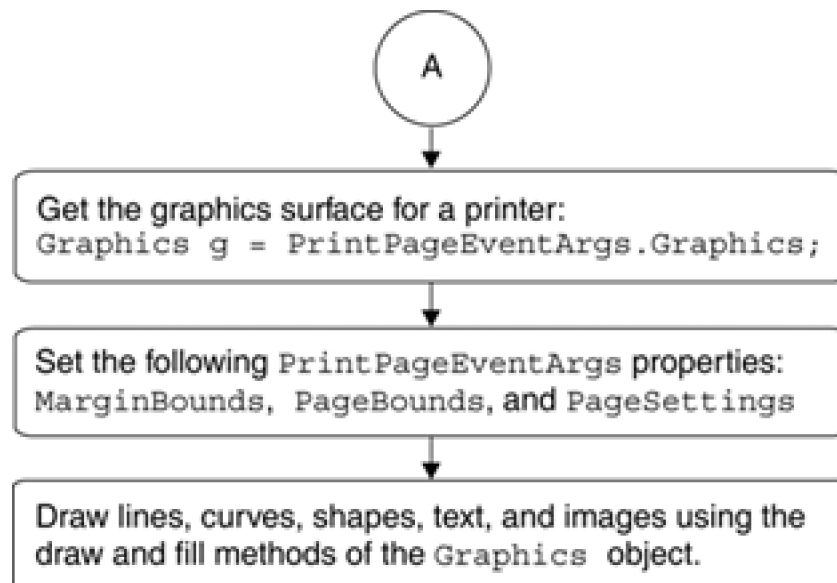 A
Get the graphics surface for a printer:
Graphics g = PrintPageEventArgs.Graphics;
Set the following PrintPageEventArgs properties:
MarginBounds, PageBounds, and PageSettings
Draw lines, curves, shapes, text, and images using the
draw and fill methods of the Graphics object.